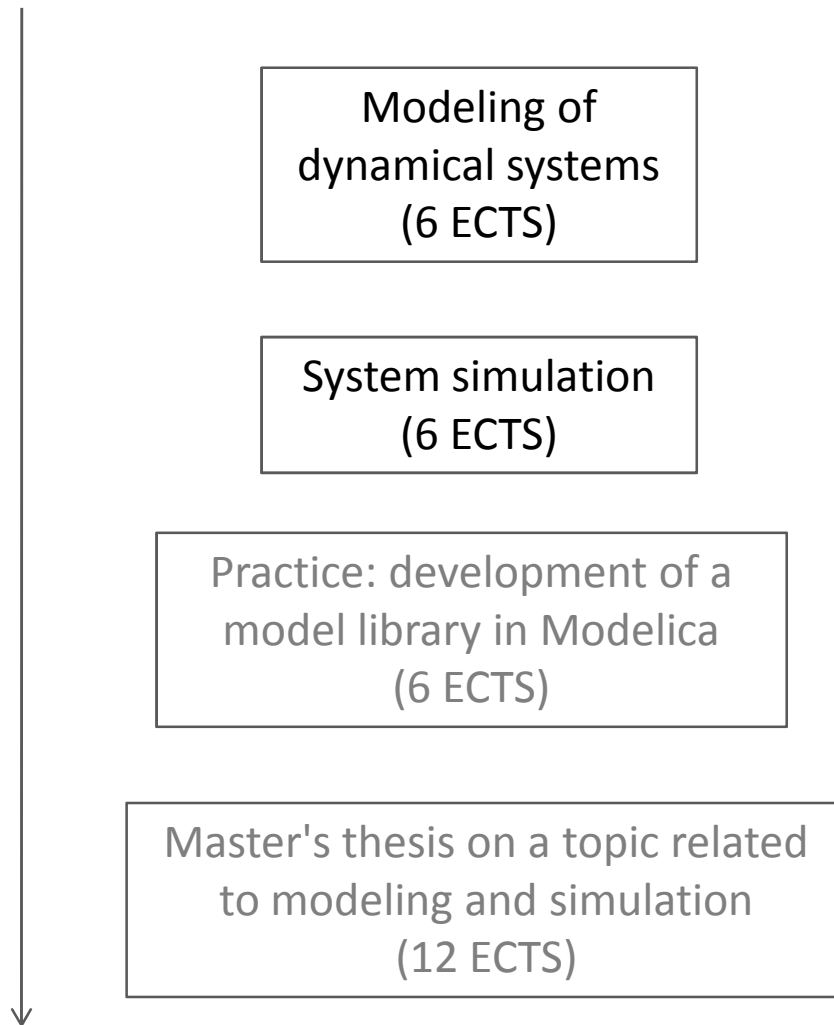 Modeling of
dynamical systems
(6 ECTS)
System simulation
(6 ECTS)
Practice: development of a
model library in Modelica
(6 ECTS)
Master's thesis on a topic related
to modeling and simulation
(12 ECTS)